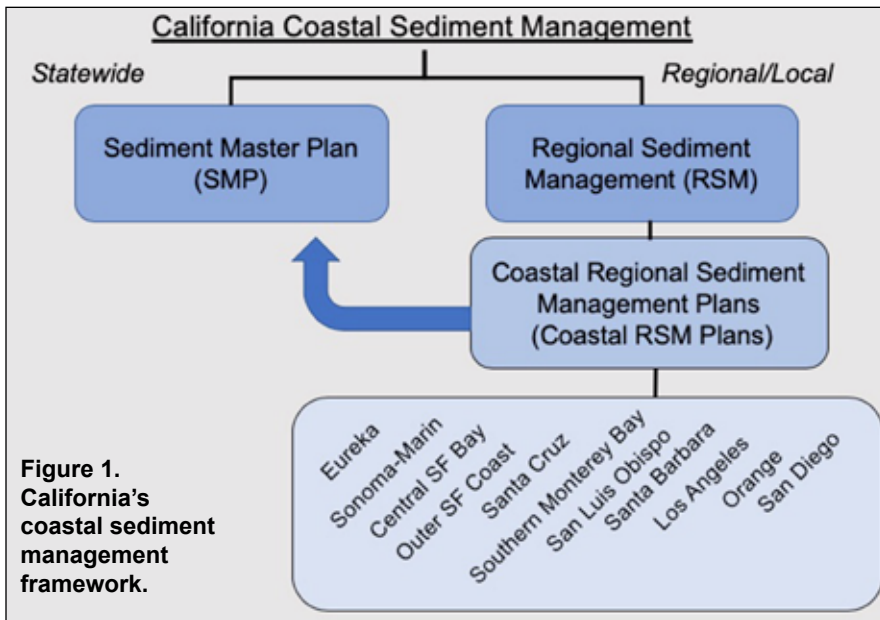 California Coastal Sediment Management
Statewide
Regional/Local
Sediment Master Plan
(SMP)
Regional Sediment
Management (RSM)
Coastal Regional Sediment
Management Plans
(Coastal RSM Plans)
Eureka
Sonoma-Marin
Central SF Bay
Outer SF Coast
Santa Cruz
Southern Monterey Bay
San Luis Obispo
Santa Barbara
Los Angeles
Orange
San Diego
Figure 1.
California’s
coastal sediment
management
framework.